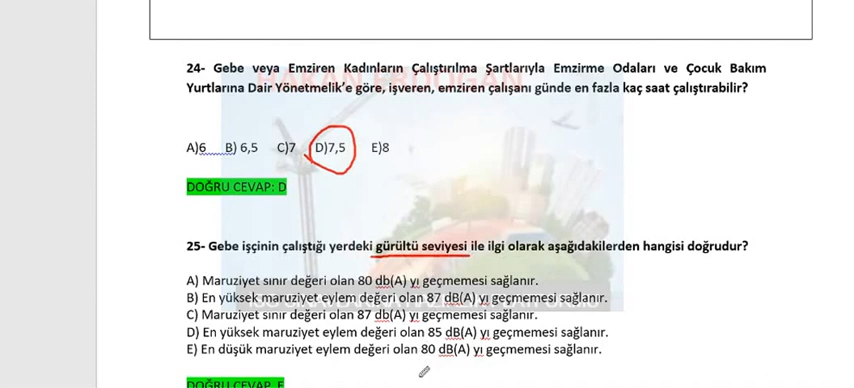 24- Gebe veya Emziren Kadınların Çalıştırılma Şartlarıyla Emzirme Odaları ve Çocuk Bakım
Yurtlarına Dair Yönetmelik'e göre, işveren, emziren çalışanı günde en fazla kaç saat çalıştırabilir?
HAKAN ERDOĞAN
A)6 B) 6,5 C)7 D)7,5 E)8
DOĞRU CEVAP: D
25- Gebe işçinin çalıştığı yerdeki gürültü seviyesi ile ilgi olarak aşağıdakilerden hangisi doğrudur?
A) Maruziyet sınır değeri olan 80 db(A) yı geçmemesi sağlanır.
B) En yüksek maruziyet eylem değeri olan 87 dB(A) yı geçmemesi sağlanır.
C) Maruziyet sınır değeri olan 87 db(A) yı geçmemesi sağlanır.
D) En yüksek maruziyet eylem değeri olan 85 dB(A) yı geçmemesi sağlanır.
E) En düşük maruziyet eylem değeri olan 80 dB(A) yı geçmemesi sağlanır.
DOĞRU CEVAP E